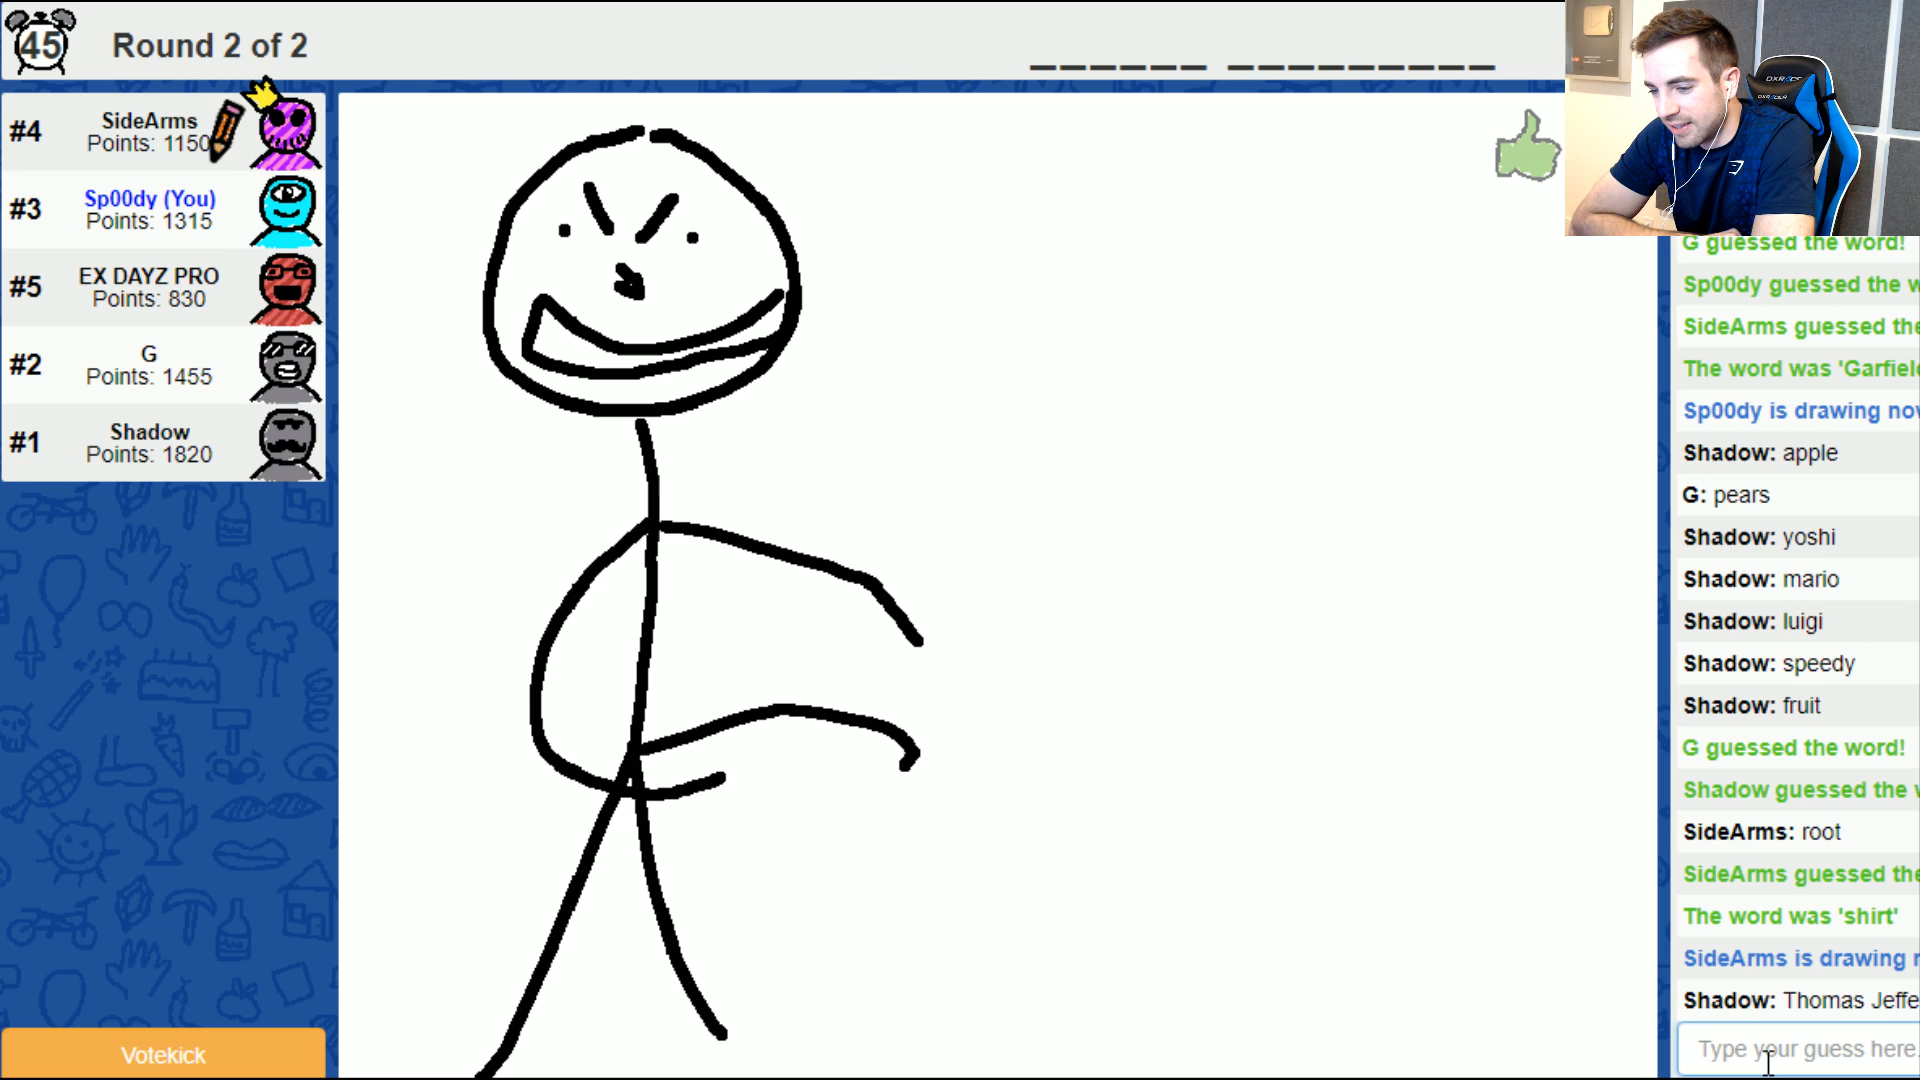 45
Round 2 of 2
#4
SideArms
Points: 1150
#3
Sp00dy (You)
Points: 1315
#5
EX DAYZ PRO
Points: 830
#2
G
Points: 1455
#1
Shadow
Points: 1820
Votekick
DXRACER
G guessed the word!
Sp00dy guessed the w
SideArms guessed the
The word was 'Garfield
Sp00dy is drawing now
Shadow: apple
G: pears
Shadow: yoshi
Shadow: mario
Shadow: luigi
Shadow: speedy
Shadow: fruit
G guessed the word!
Shadow guessed the w
SideArms: root
SideArms guessed the
The word was 'shirt'
SideArms is drawing n
Shadow: Thomas Jeffe
Type your guess here.